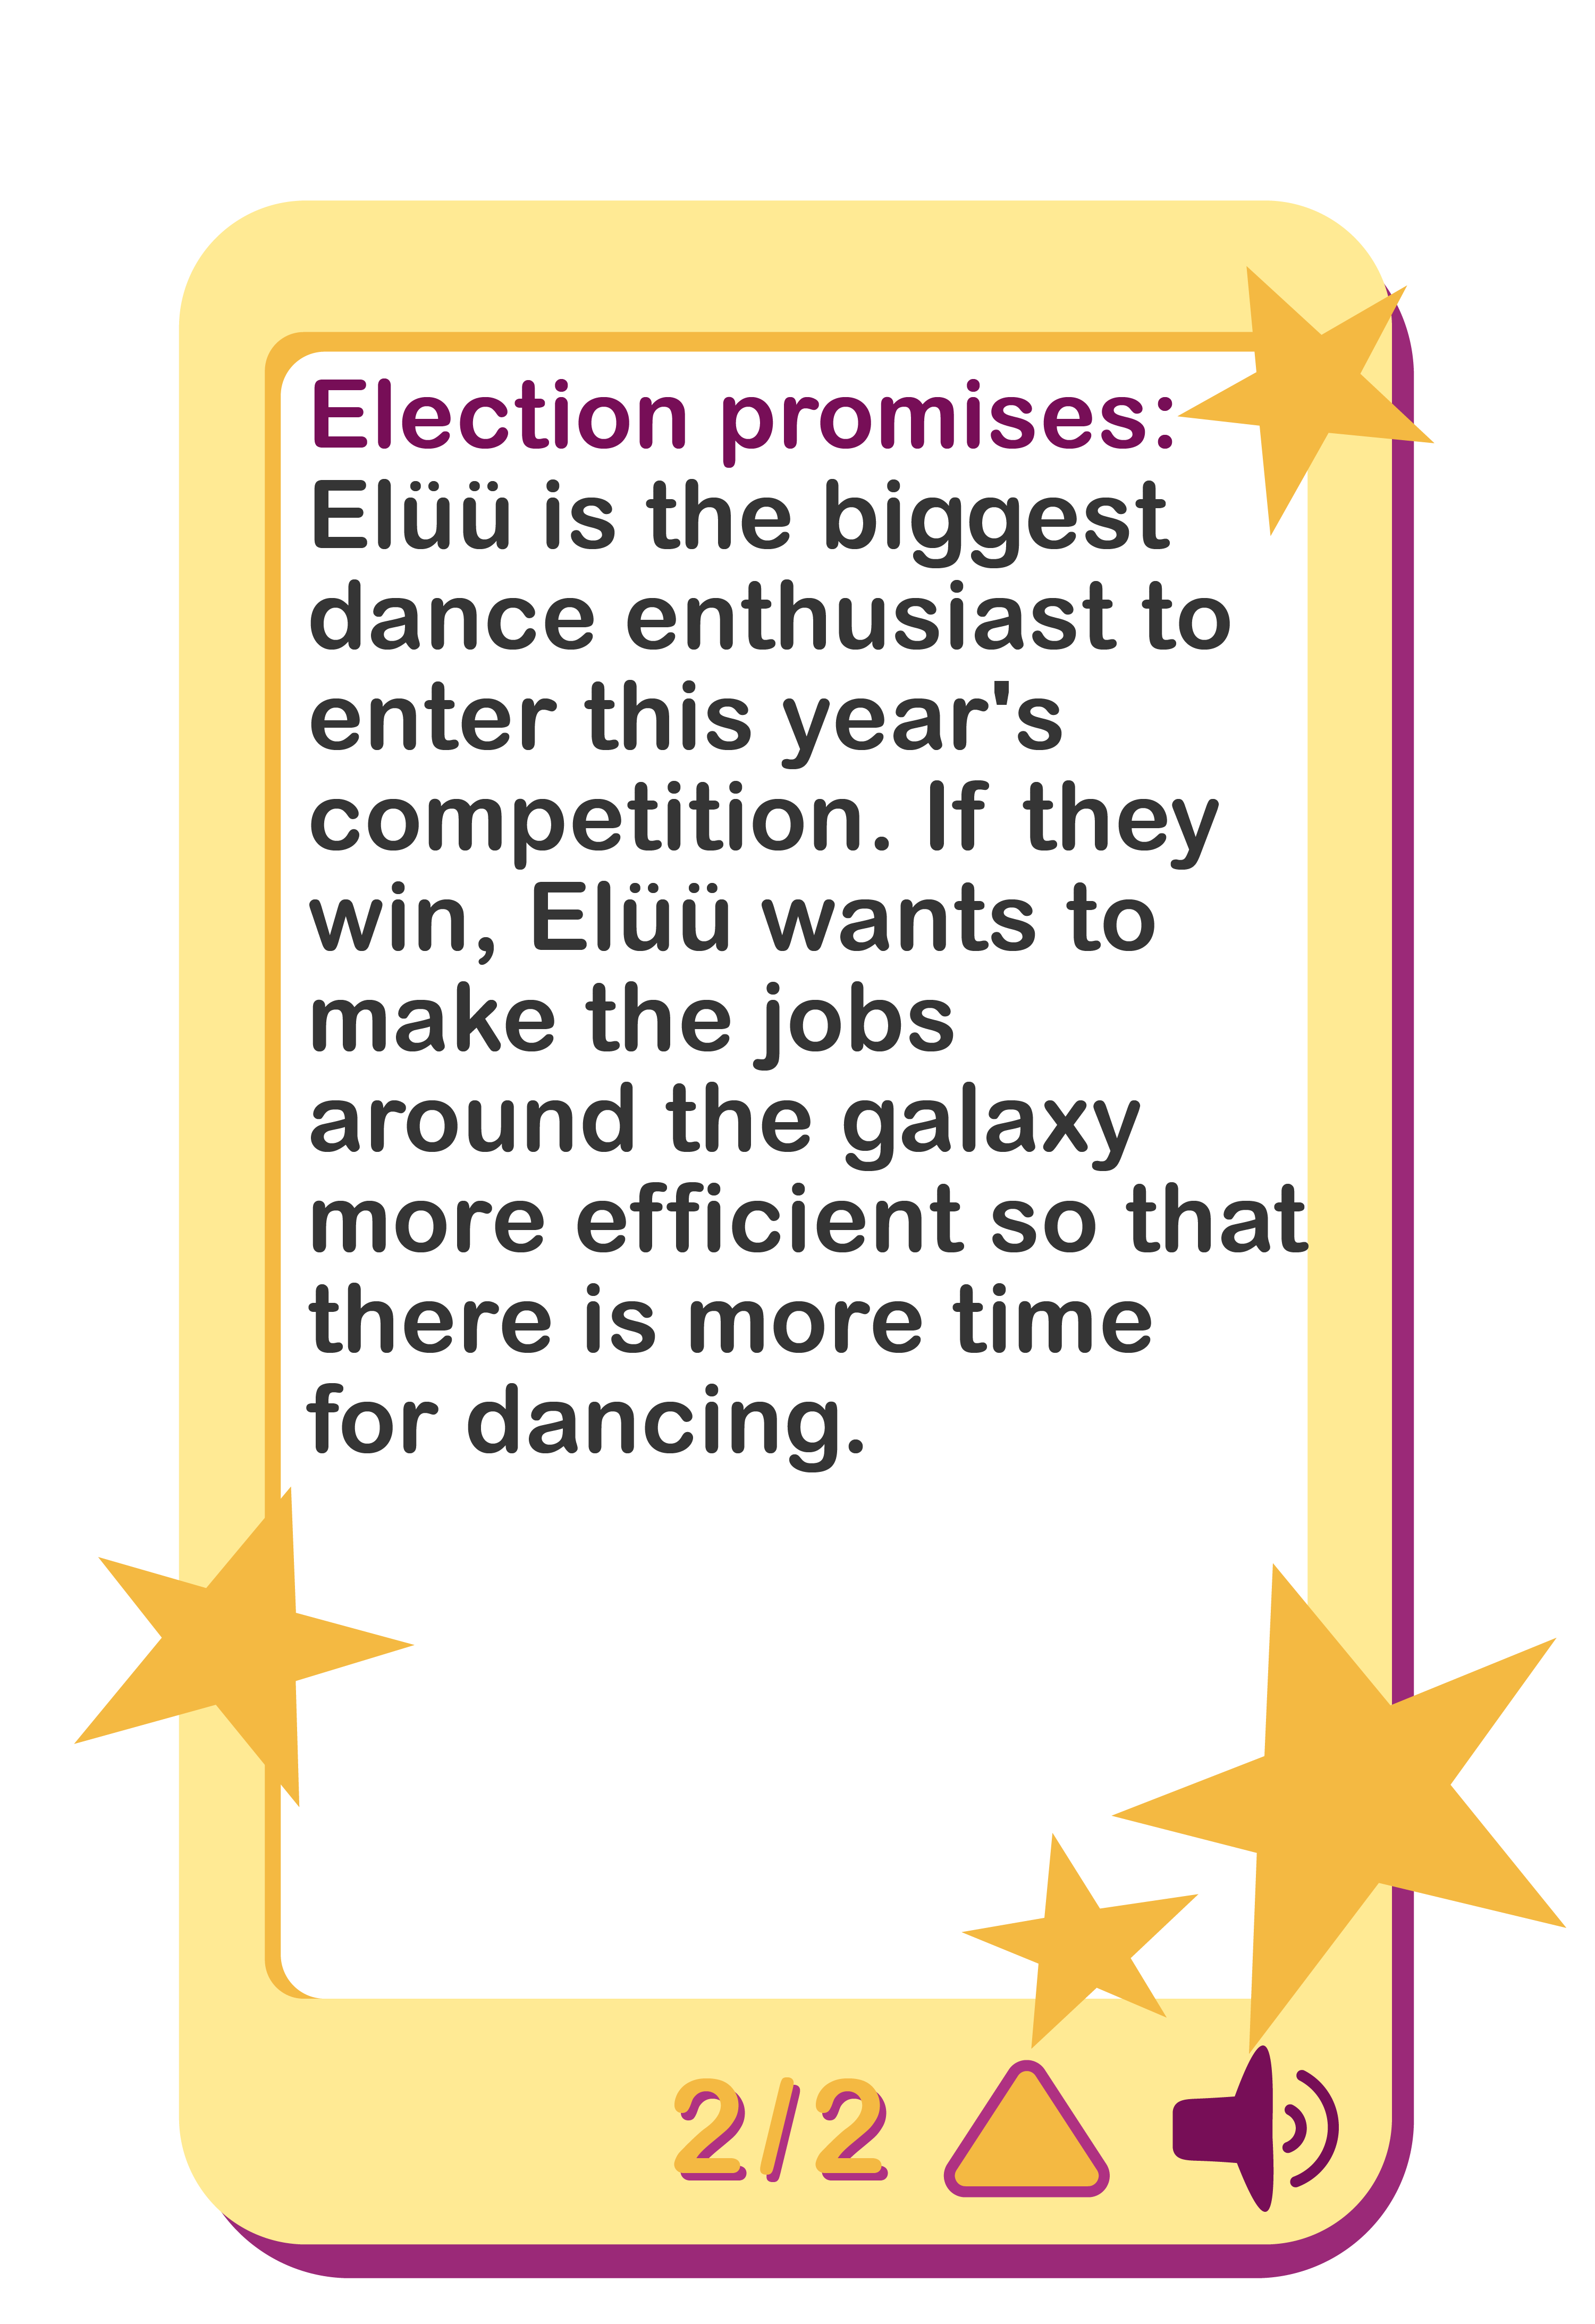 Election promises:
Elüü is the biggest
dance enthusiast to
enter this year's
competition. If they
win, Elüü wants to
make the jobs
around the galaxy
more efficient so that
there is more time
for dancing.
2/2